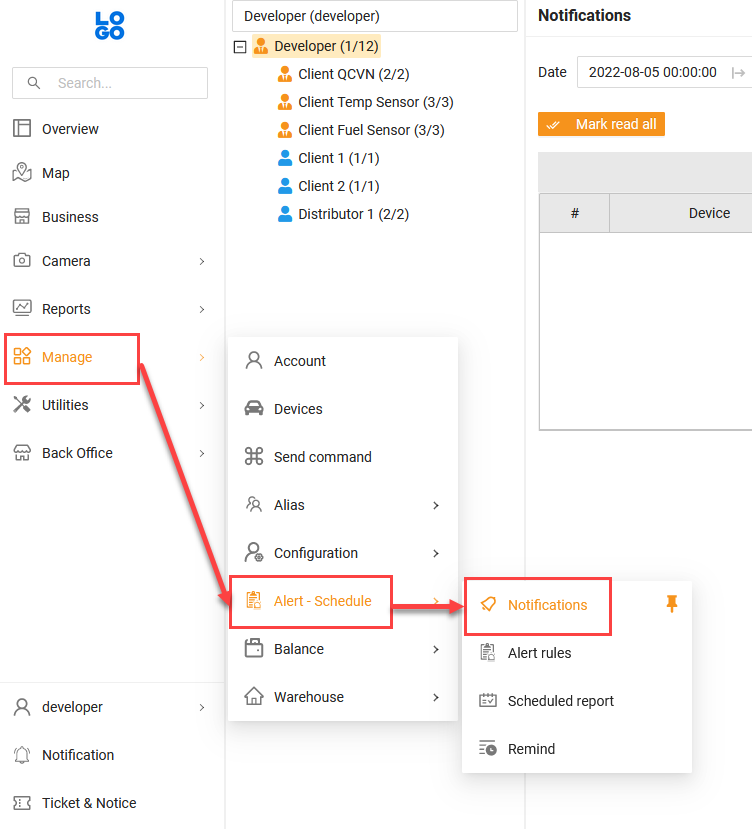 LO
GO
Search...
Overview
Map
Business
Camera
Reports
Manage
Utilities
Back Office
developer
Notification
Ticket & Notice
Developer (developer)
Developer (1/12)
Client QCVN (2/2)
Client Temp Sensor (3/3)
Client Fuel Sensor (3/3)
Client 1 (1/1)
Client 2 (1/1)
Distributor 1 (2/2)
Account
Devices
Send command
Alias
Configuration
Alert - Schedule
Balance
Warehouse
Notifications
Alert rules
Scheduled report
Remind
Notifications
Date 2022-08-05 00:00:00
Mark read all
# Device